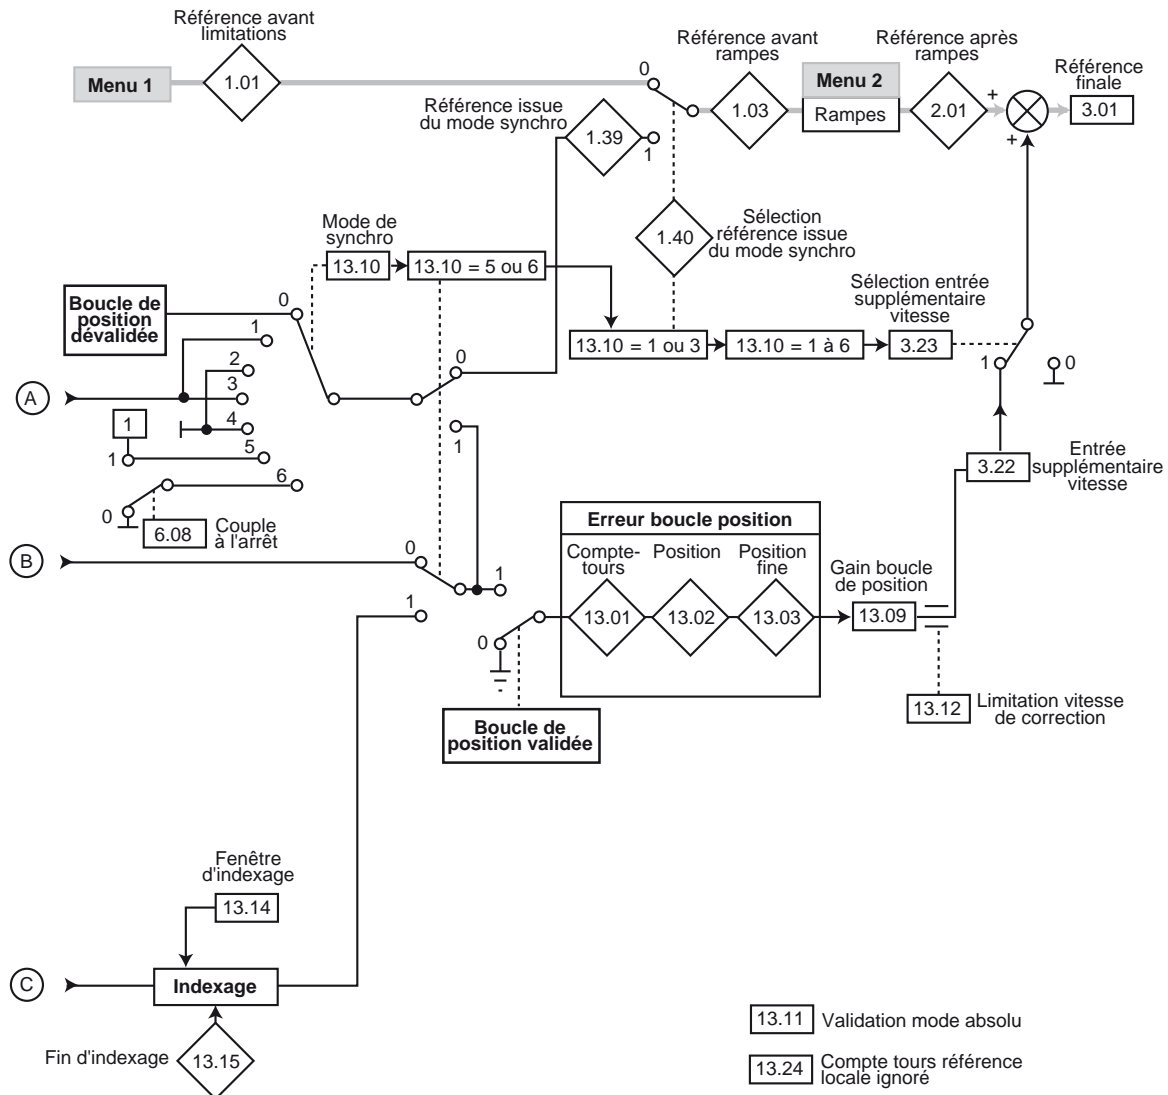 Référence avant
limitations
Menu 1
1.01
0
Référence avant
rampes
1.03
Menu 2
Rampes
Référence après
rampes
2.01
+
+
Référence
finale
3.01
Référence issue
du mode synchro
1.39
1
1.40
Sélection
référence issue
du mode synchro
Mode de
synchro
13.10
13.10 = 5 ou 6
Boucle de
position
dévalidée
0
1
2
3
4
5
6
A
1
1
0
6.08
Couple
à l'arrêt
0
1
13.10 = 1 ou 3
13.10 = 1 à 6
Sélection entrée
supplémentaire
vitesse
3.23
1
0
3.22
Entrée
supplémentaire
vitesse
B
0
1
1
0
Erreur boucle position
Compte-
tours
Position
Position
fine
13.01
13.02
13.03
Gain boucle
de position
13.09
13.12
Limitation vitesse
de correction
Boucle de
position validée
Fenêtre
d'indexage
13.14
C
Indexage
Fin d'indexage
13.15
13.11
Validation mode absolu
13.24
Compte tours référence
locale ignoré